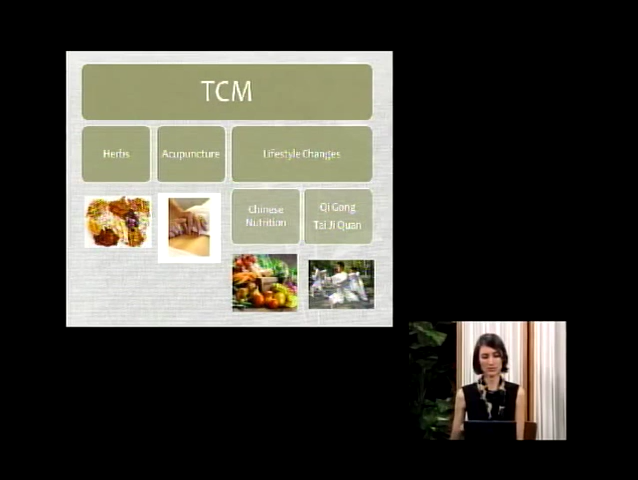 TCM
Herbs
Acupuncture
Lifestyle Changes
Chinese
Nutrition
Qi Gong
Tai Ji Quan